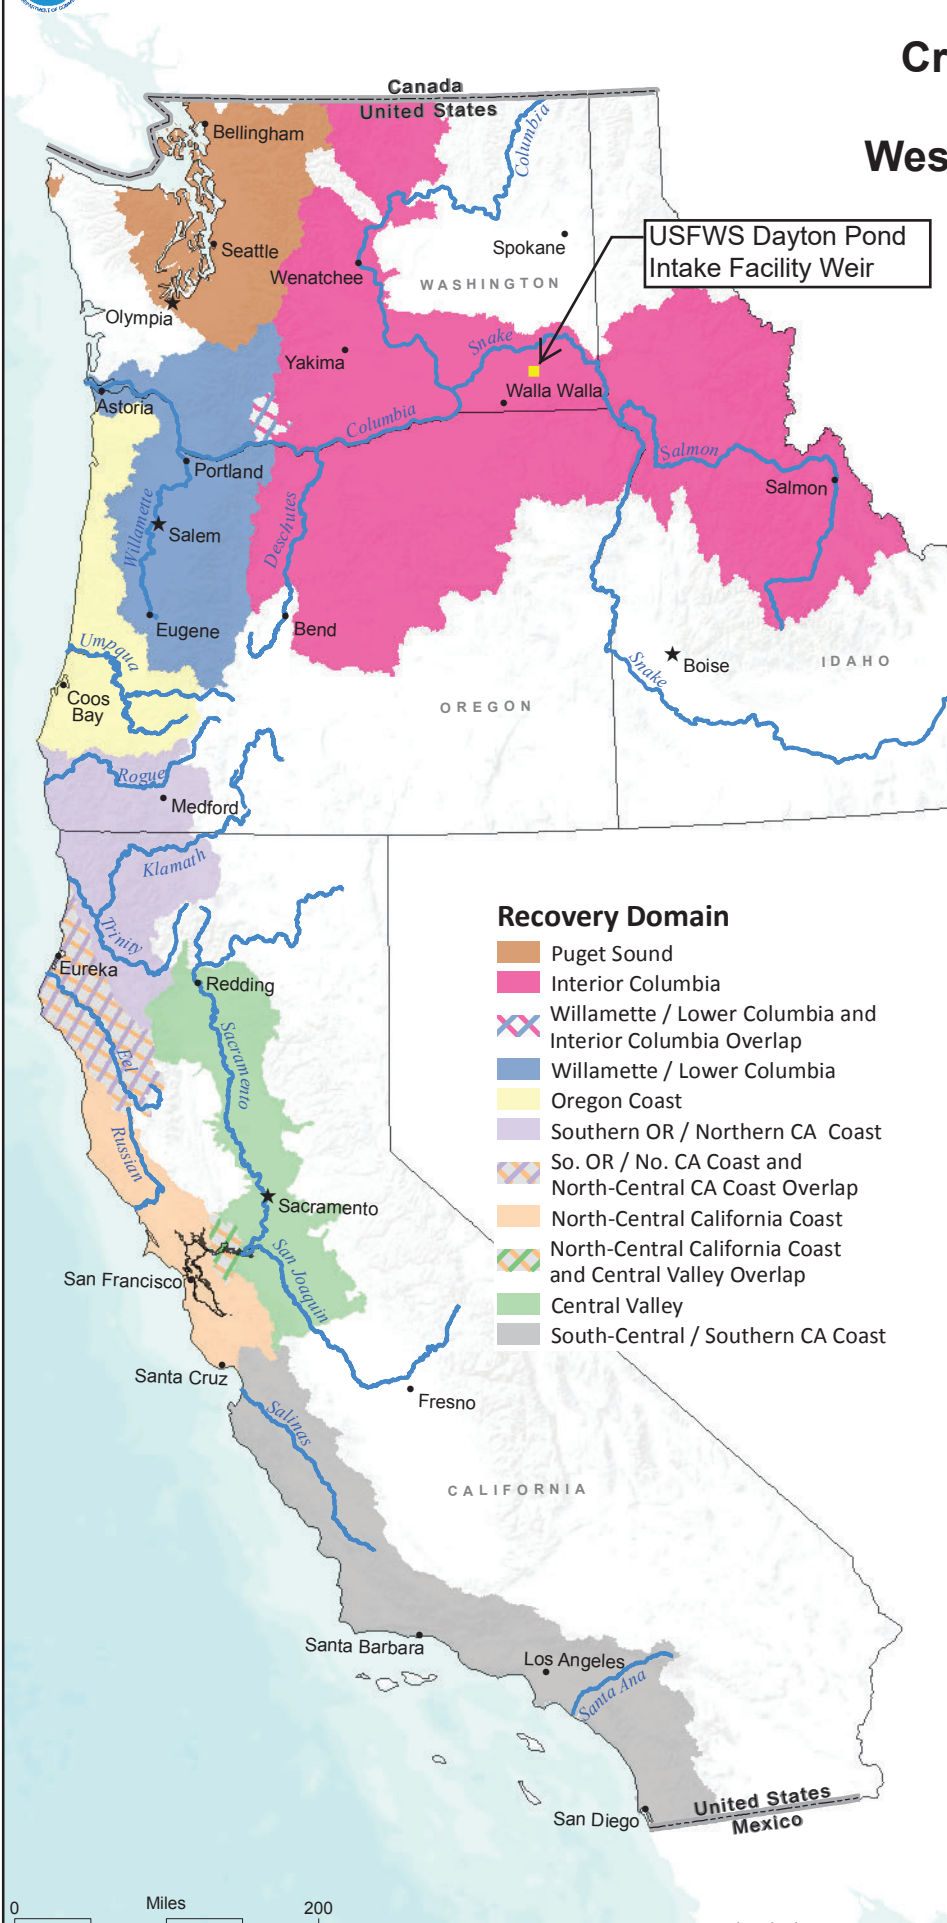 Cr
Wes
Canada
United States
Bellingham
Columbia
Seattle
Spokane
USFWS Dayton Pond
Intake Facility Weir
Wenatchee
WASHINGTON
Olympia
Snake
Yakima
Walla Walla
Astoria
Columbia
Portland
Salmon
Salmon
Willamette
Deschutes
Salem
Eugene
Bend
Umpqua
Boise
IDAHO
Snake
Coos
Bay
OREGON
Rogue
Medford
Klamath
Trinity
Eureka
Redding
Sacramento
Eel
Russian
Recovery Domain
Puget Sound
Interior Columbia
Willamette / Lower Columbia and
Interior Columbia Overlap
Willamette / Lower Columbia
Oregon Coast
Southern OR / Northern CA Coast
So. OR / No. CA Coast and
North-Central CA Coast Overlap
North-Central California Coast
North-Central California Coast
and Central Valley Overlap
Central Valley
South-Central / Southern CA Coast
Sacramento
San Joaquin
San Francisco
Santa Cruz
Fresno
Salinas
CALIFORNIA
Santa Barbara
Los Angeles
Santa Ana
San Diego
United States
Mexico
0 Miles 200